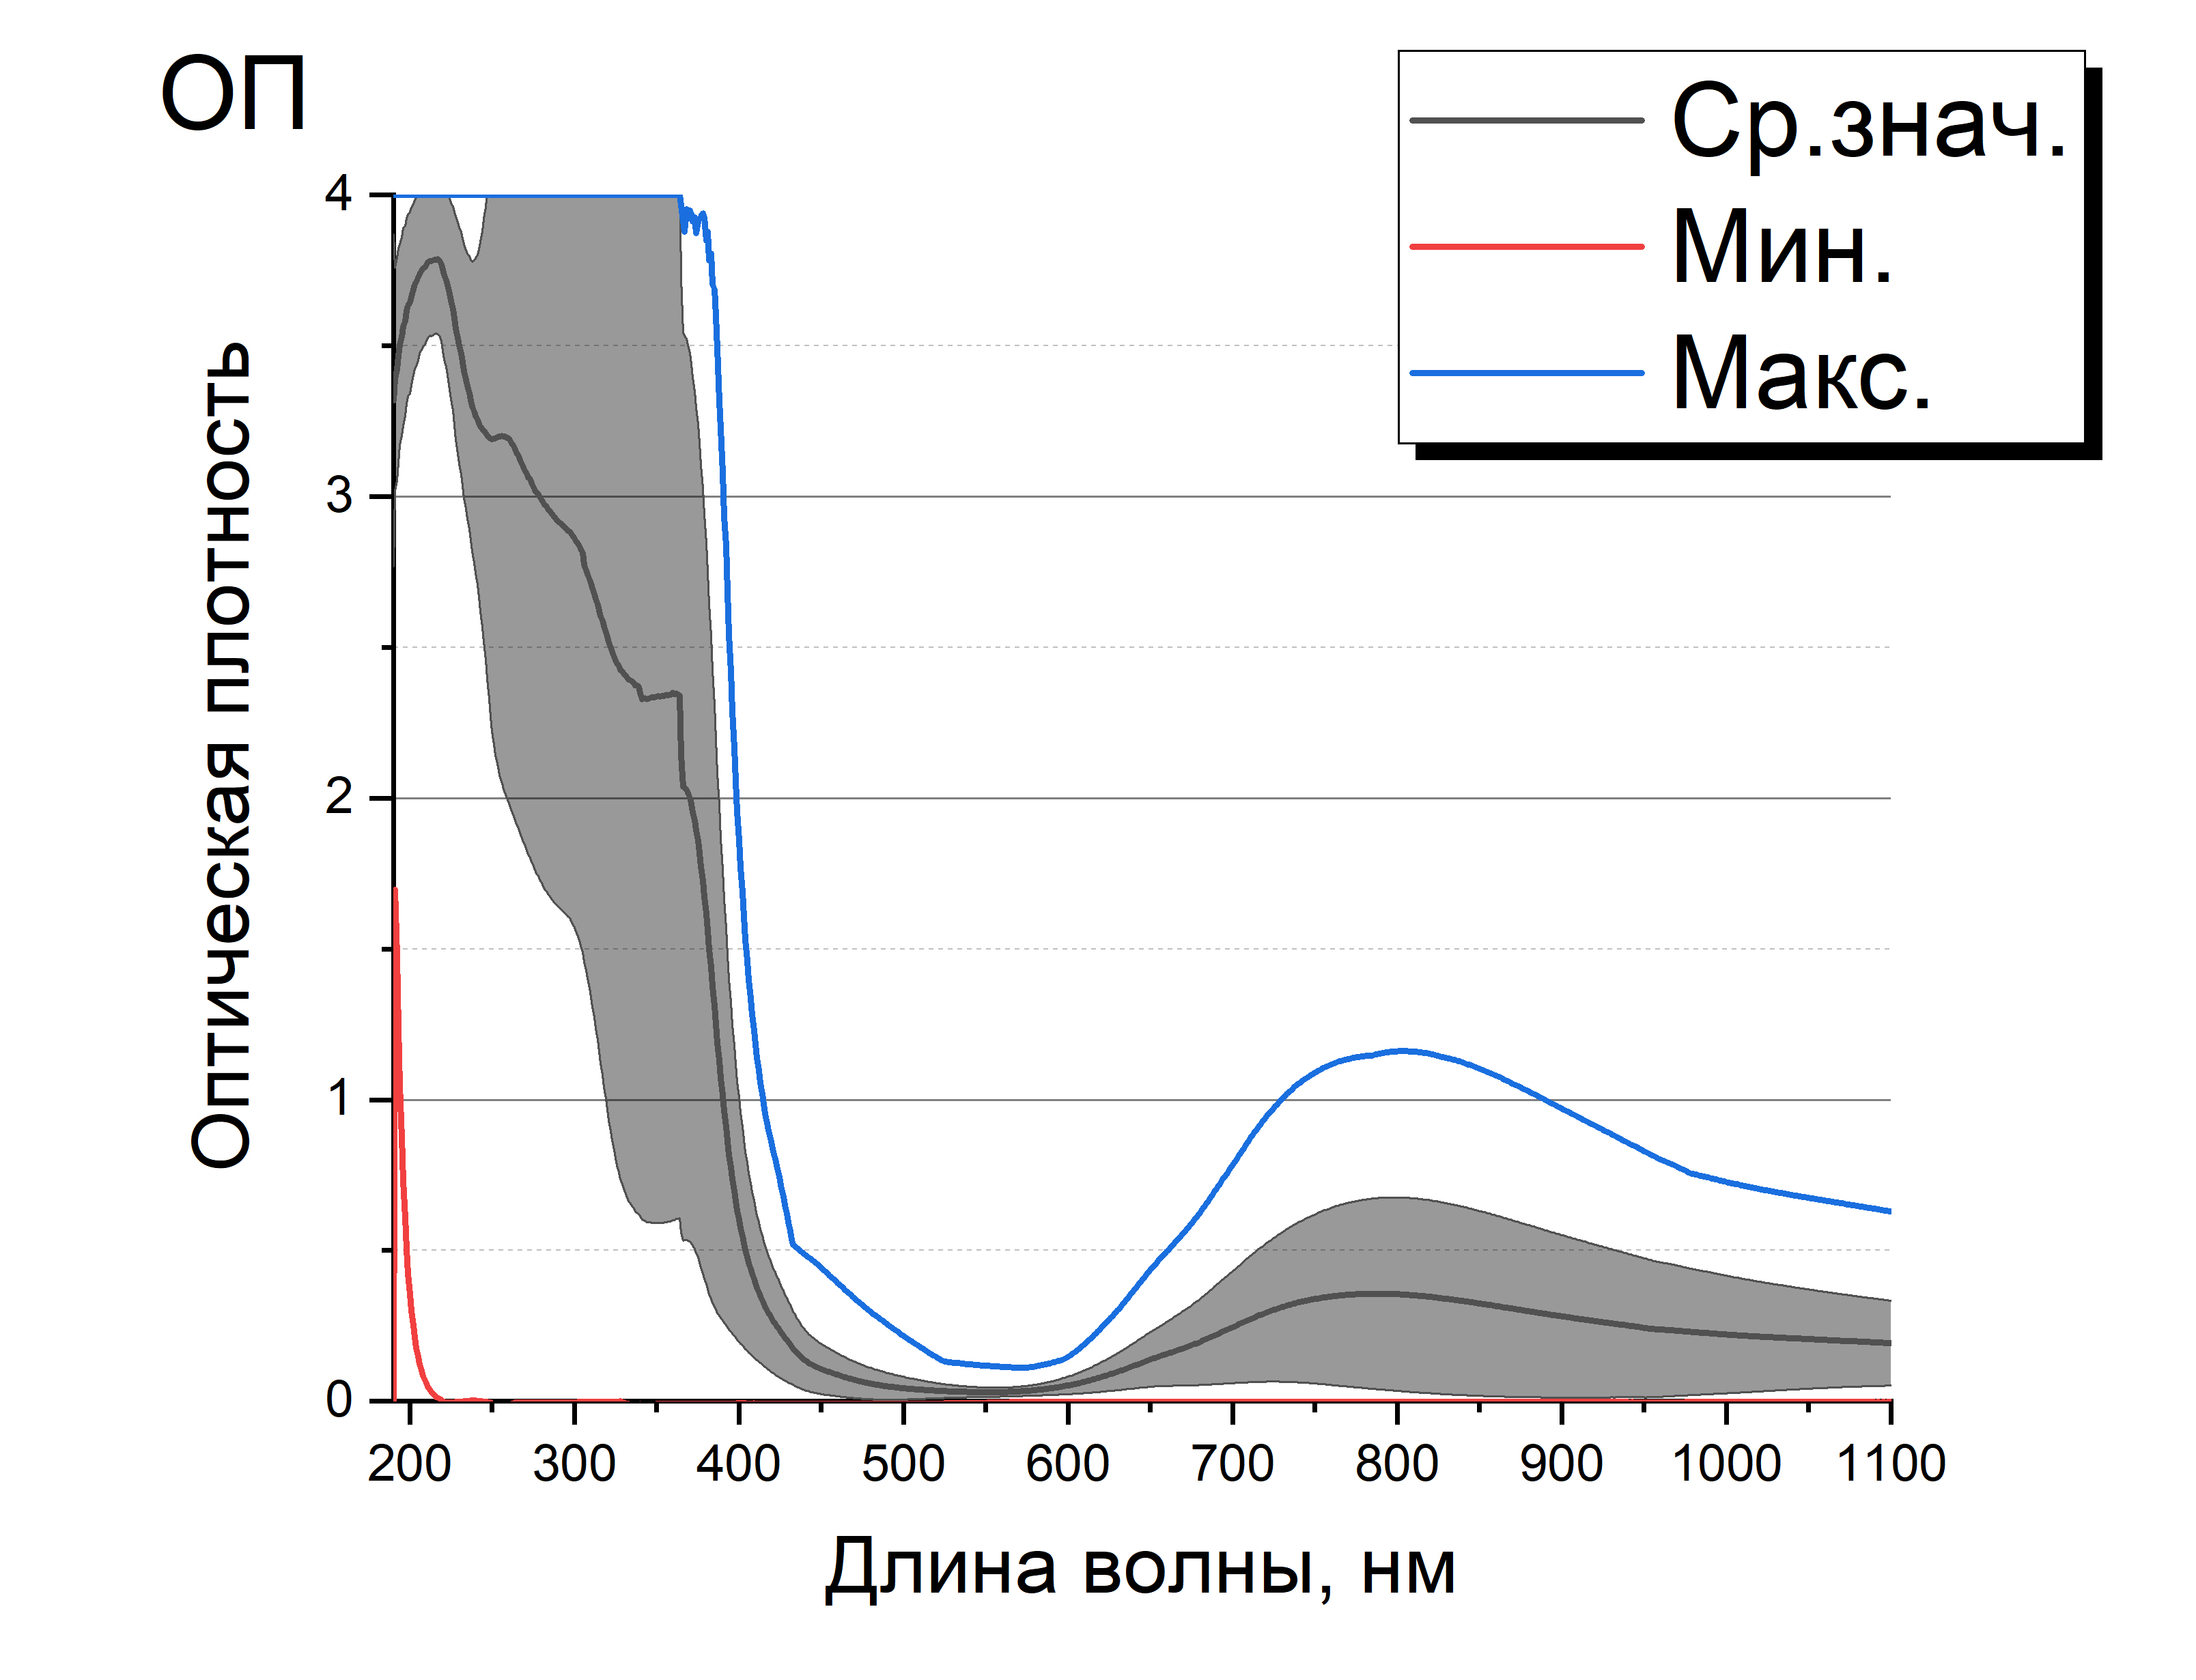 ОП
Ср.знач.
Мин.
Макс.
Оптическая плотность
4
3
2
1
0
200 300 400 500 600 700 800 900 1000 1100
Длина волны, нм